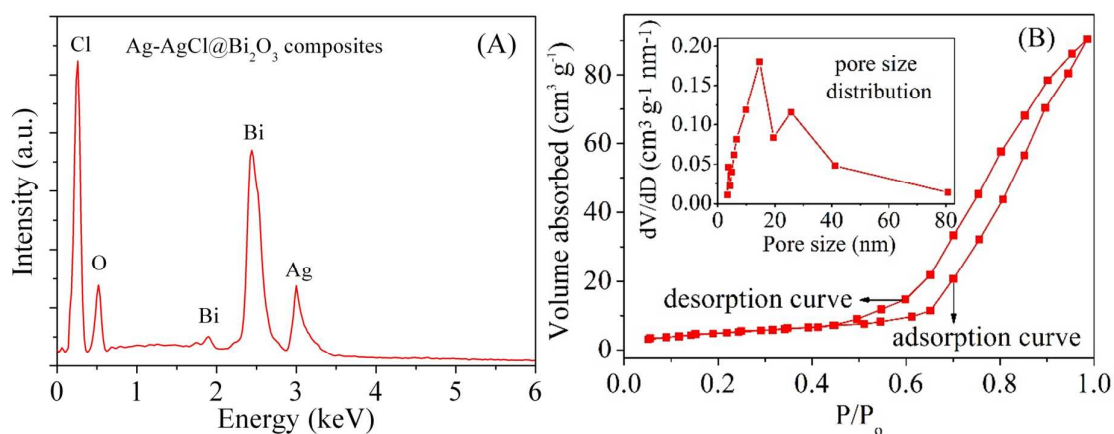 (A)
Ag-AgCl@Bi₂O₃ composites
Cl
O
Bi
Bi
Ag
Intensity (a.u.)
0 1 2 3 4 5 6
Energy (keV)
(B)
Volume absorbed (cm³ g⁻¹)
80
60
40
20
0
0.0 0.2 0.4 0.6 0.8 1.0
P/Pₒ
desorption curve
adsorption curve
pore size
distribution
dV/dD (cm³ g-1 nm-1)
0.20
0.15
0.10
0.05
0.00
0 20 40 60 80
Pore size (nm)